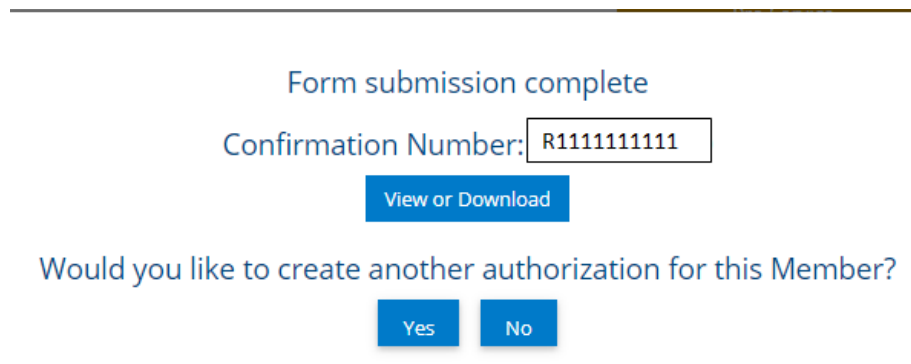 Form submission complete
Confirmation Number: R1111111111
View or Download
Would you like to create another authorization for this Member?
Yes No